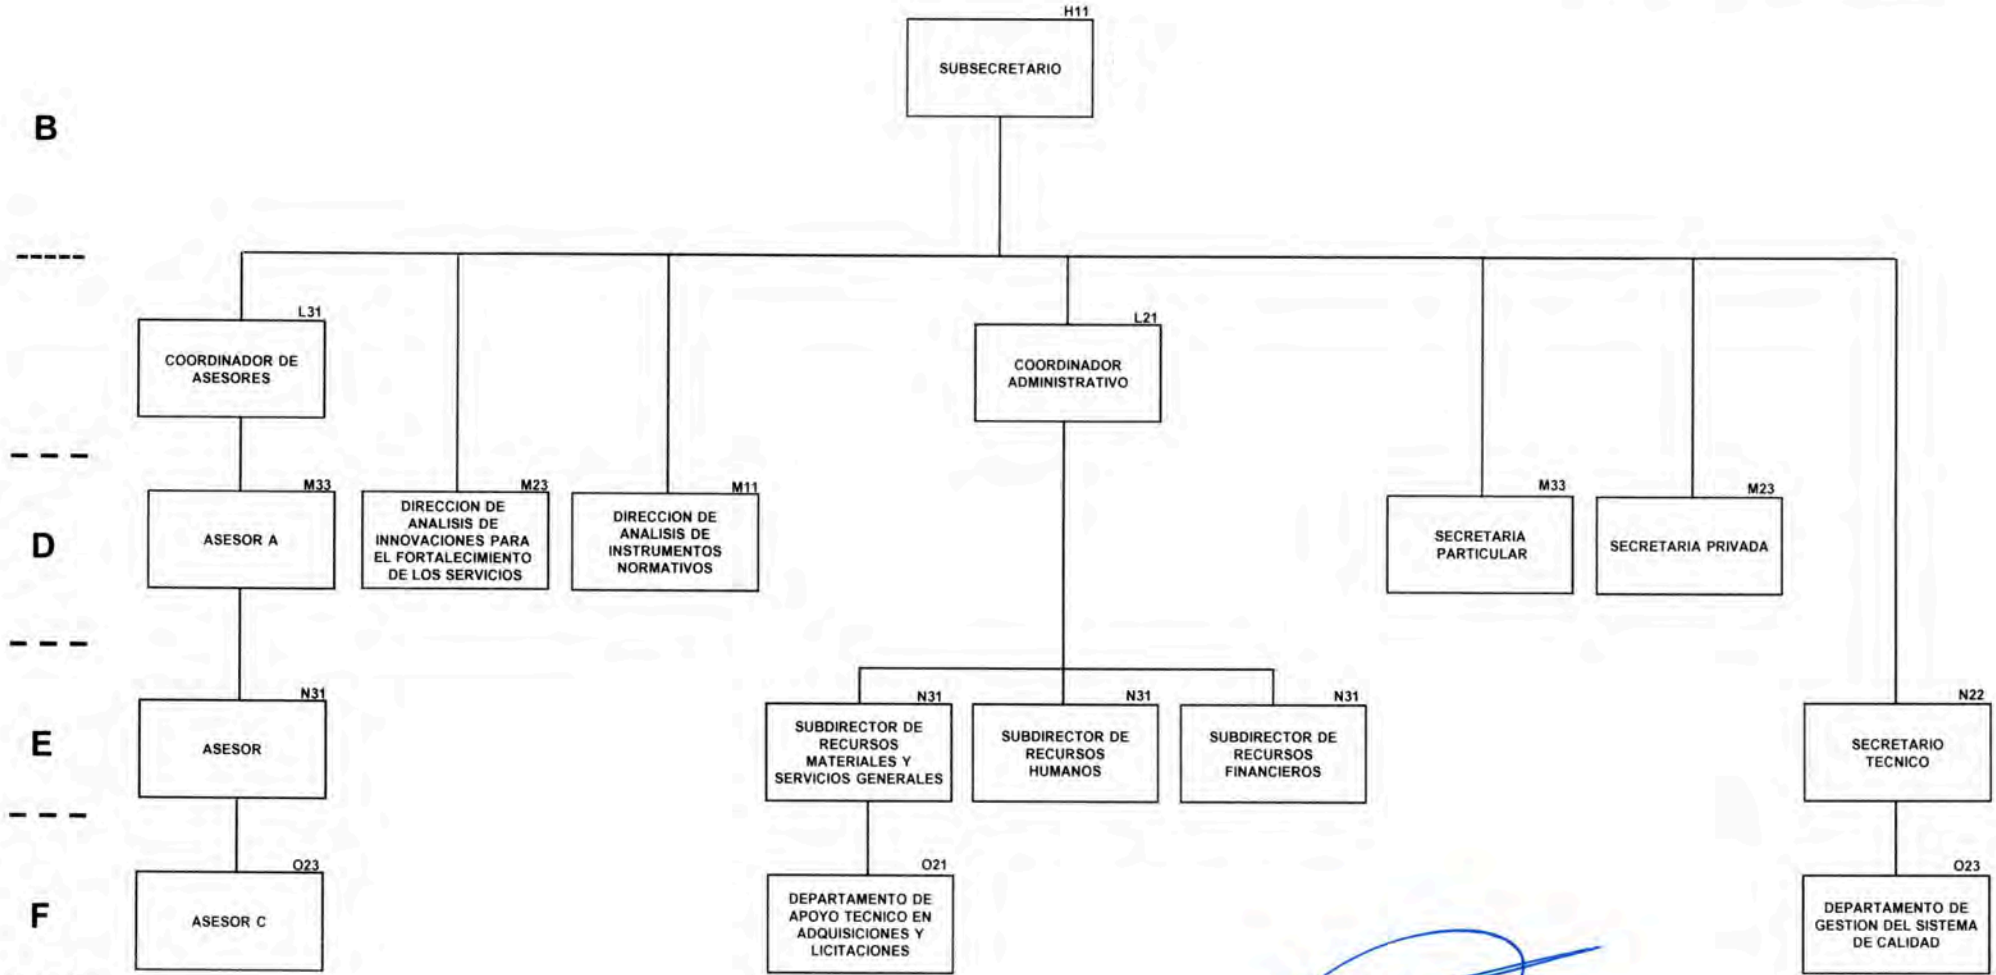 H11
SUBSECRETARIO
B
L31
COORDINADOR DE
ASESORES
L21
COORDINADOR
ADMINISTRATIVO
M33
ASESOR A
M23
DIRECCION DE
ANALISIS DE
INNOVACIONES PARA
EL FORTALECIMIENTO
DE LOS SERVICIOS
M11
DIRECCION DE
ANALISIS DE
INSTRUMENTOS
NORMATIVOS
M33
SECRETARIA
PARTICULAR
M23
SECRETARIA PRIVADA
D
N31
ASESOR
N31
SUBDIRECTOR DE
RECURSOS
MATERIALES Y
SERVICIOS GENERALES
N31
SUBDIRECTOR DE
RECURSOS
HUMANOS
N31
SUBDIRECTOR DE
RECURSOS
FINANCIEROS
N22
SECRETARIO
TECNICO
E
O23
ASESOR C
O21
DEPARTAMENTO DE
APOYO TECNICO EN
ADQUISICIONES Y
LICITACIONES
O23
DEPARTAMENTO DE
GESTION DEL SISTEMA
DE CALIDAD
F